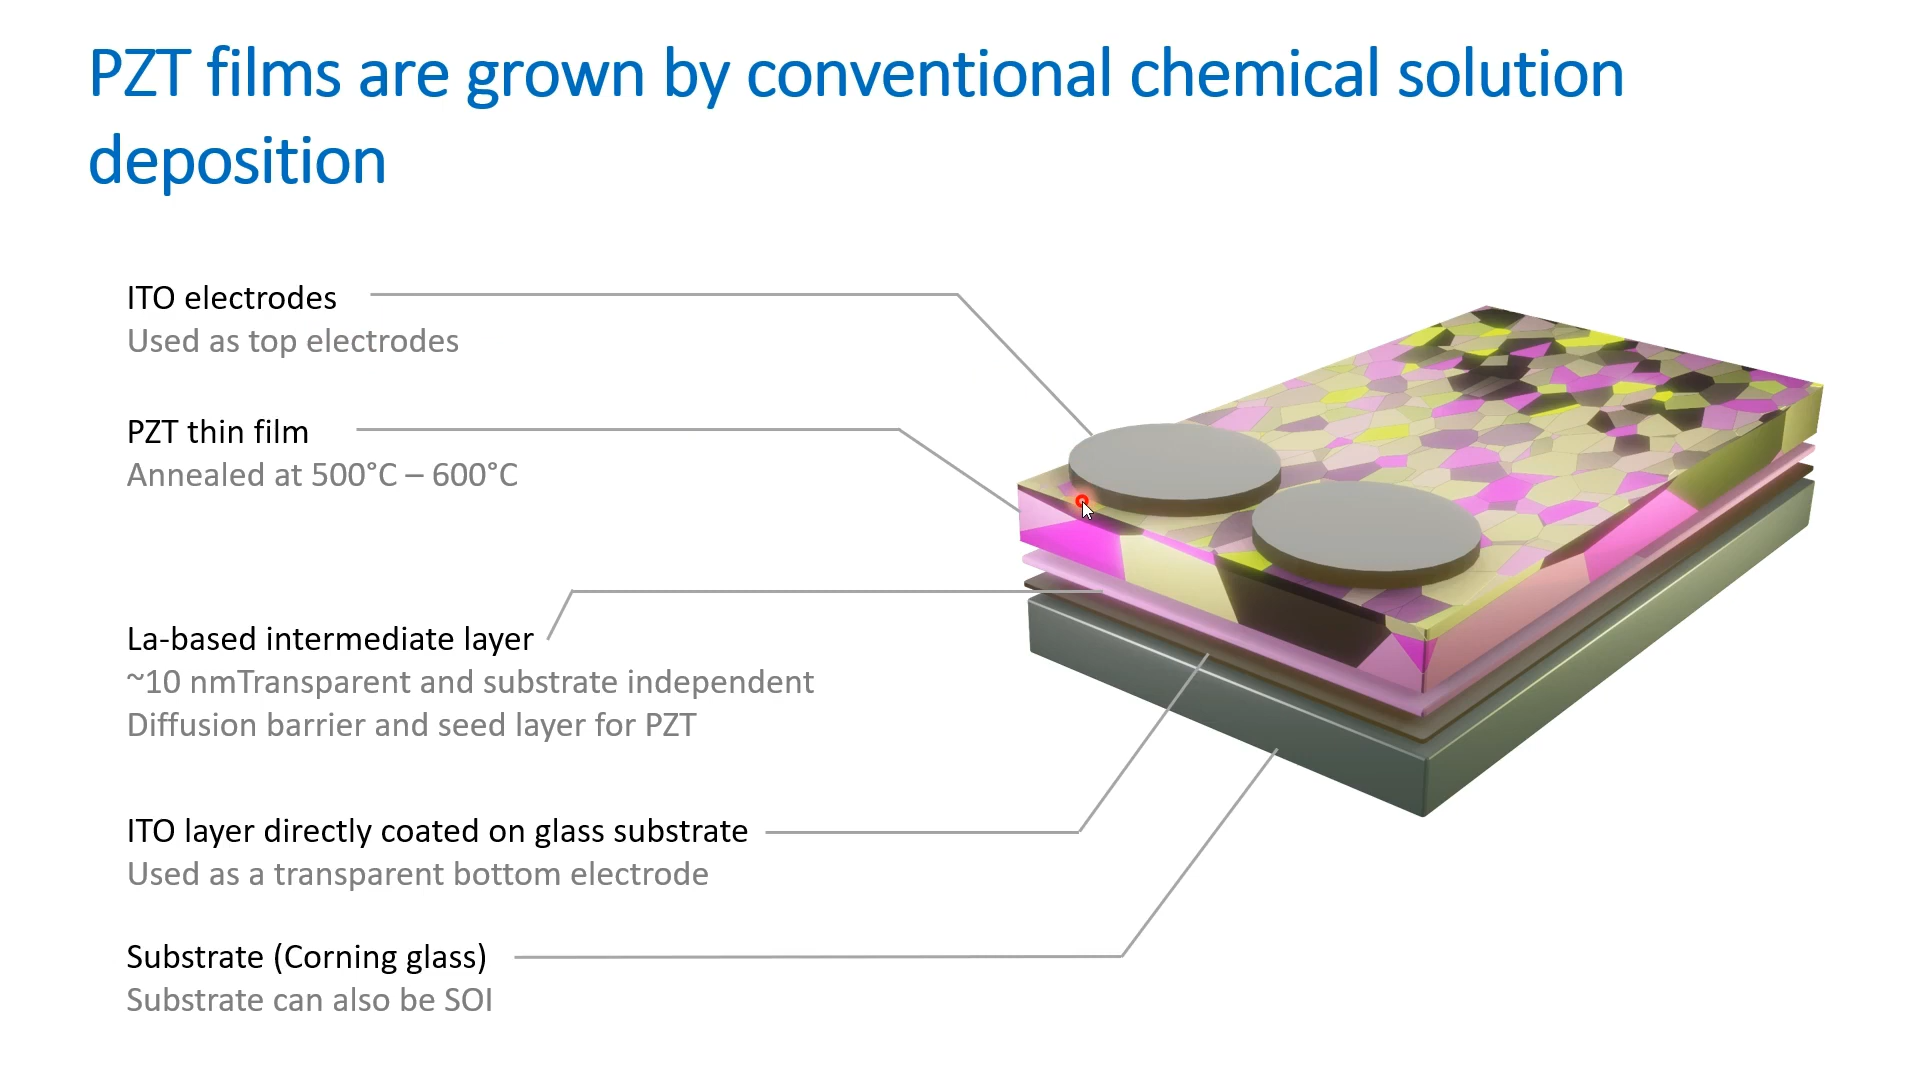 PZT films are grown by conventional chemical solution
deposition
ITO electrodes
Used as top electrodes
PZT thin film
Annealed at 500°C – 600°C
La-based intermediate layer
~10 nmTransparent and substrate independent
Diffusion barrier and seed layer for PZT
ITO layer directly coated on glass substrate
Used as a transparent bottom electrode
Substrate (Corning glass)
Substrate can also be SOI